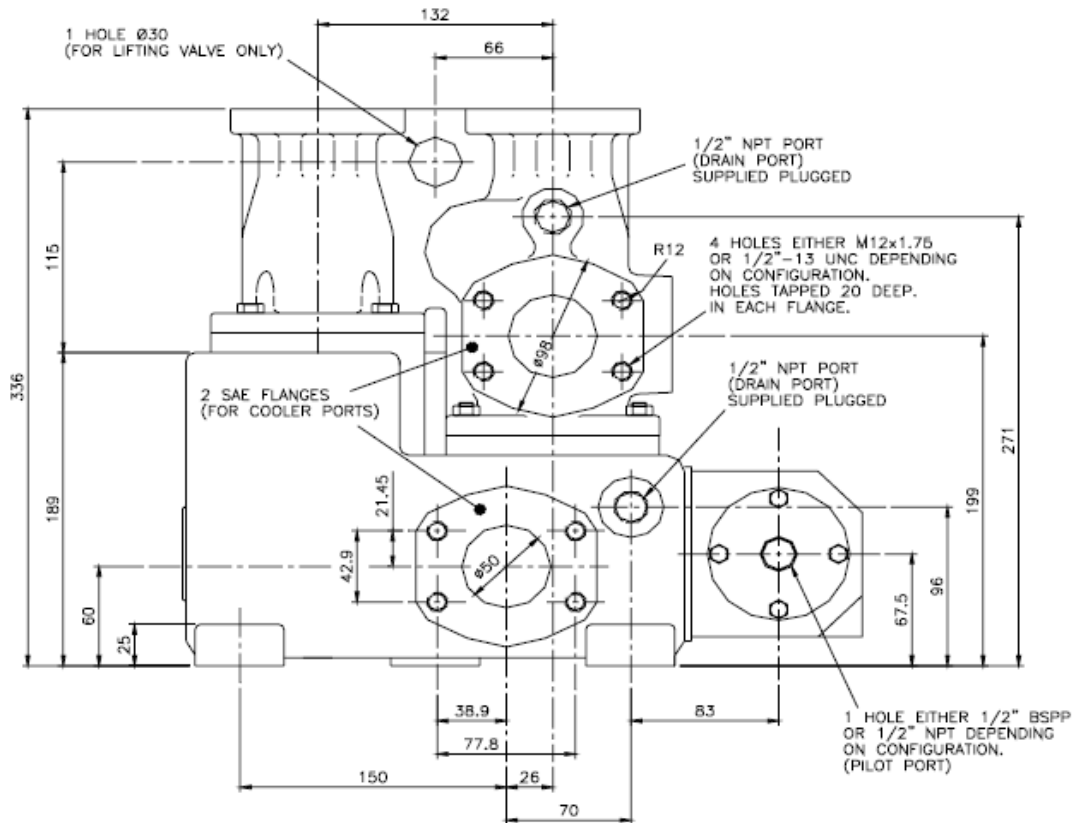 132
1 HOLE Ø30
(FOR LIFTING VALVE ONLY)
66
1/2" NPT PORT
(DRAIN PORT)
SUPPLIED PLUGGED
115
R12
4 HOLES EITHER M12x1.75
OR 1/2"-13 UNC DEPENDING
ON CONFIGURATION.
HOLES TAPPED 20 DEEP.
IN EACH FLANGE.
ø98
336
2 SAE FLANGES
(FOR COOLER PORTS)
1/2" NPT PORT
(DRAIN PORT)
SUPPLIED PLUGGED
271
199
189
21.45
42.9
ø50
96
67.5
60
25
38.9
83
77.8
1 HOLE EITHER 1/2" BSPP
OR 1/2" NPT DEPENDING
ON CONFIGURATION.
(PILOT PORT)
150
26
70